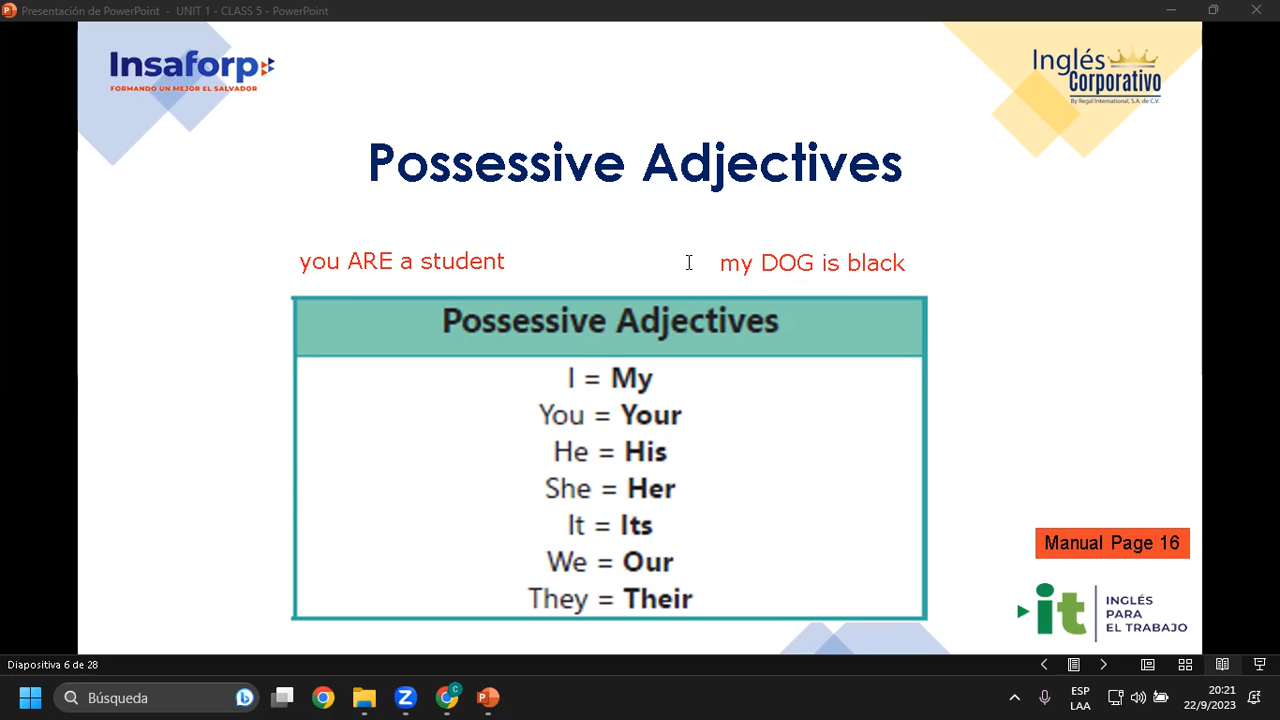 Presentación de PowerPoint - UNIT 1 - CLASS 5 - PowerPoint
Insaforp
FORMANDO UN MEJOR EL SALVADOR
Inglés
Corporativo
By Regal International, S.A. de C.V.
Possessive Adjectives
you ARE a student
my DOG is black
Possessive Adjectives
I = My
You = Your
He = His
She = Her
It = Its
We = Our
They = Their
Manual Page 16
it
INGLÉS
PARA
EL TRABAJO
Diapositiva 6 de 28
Búsqueda
ESP
LAA
20:21
22/9/2023